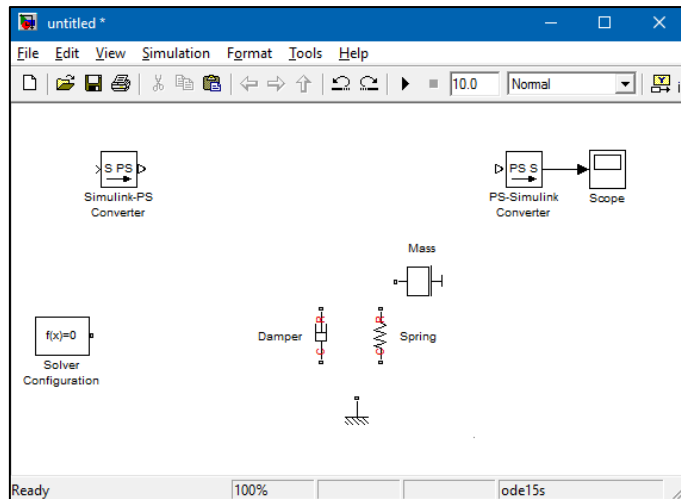 untitled *
File Edit View Simulation Format Tools Help
10.0 Normal
S PS
Simulink-PS
Converter
PS S
PS-Simulink
Converter
Scope
Mass
f(x)=0
Solver
Configuration
Damper
R
C
R
C
Spring
Ready 100% ode15s